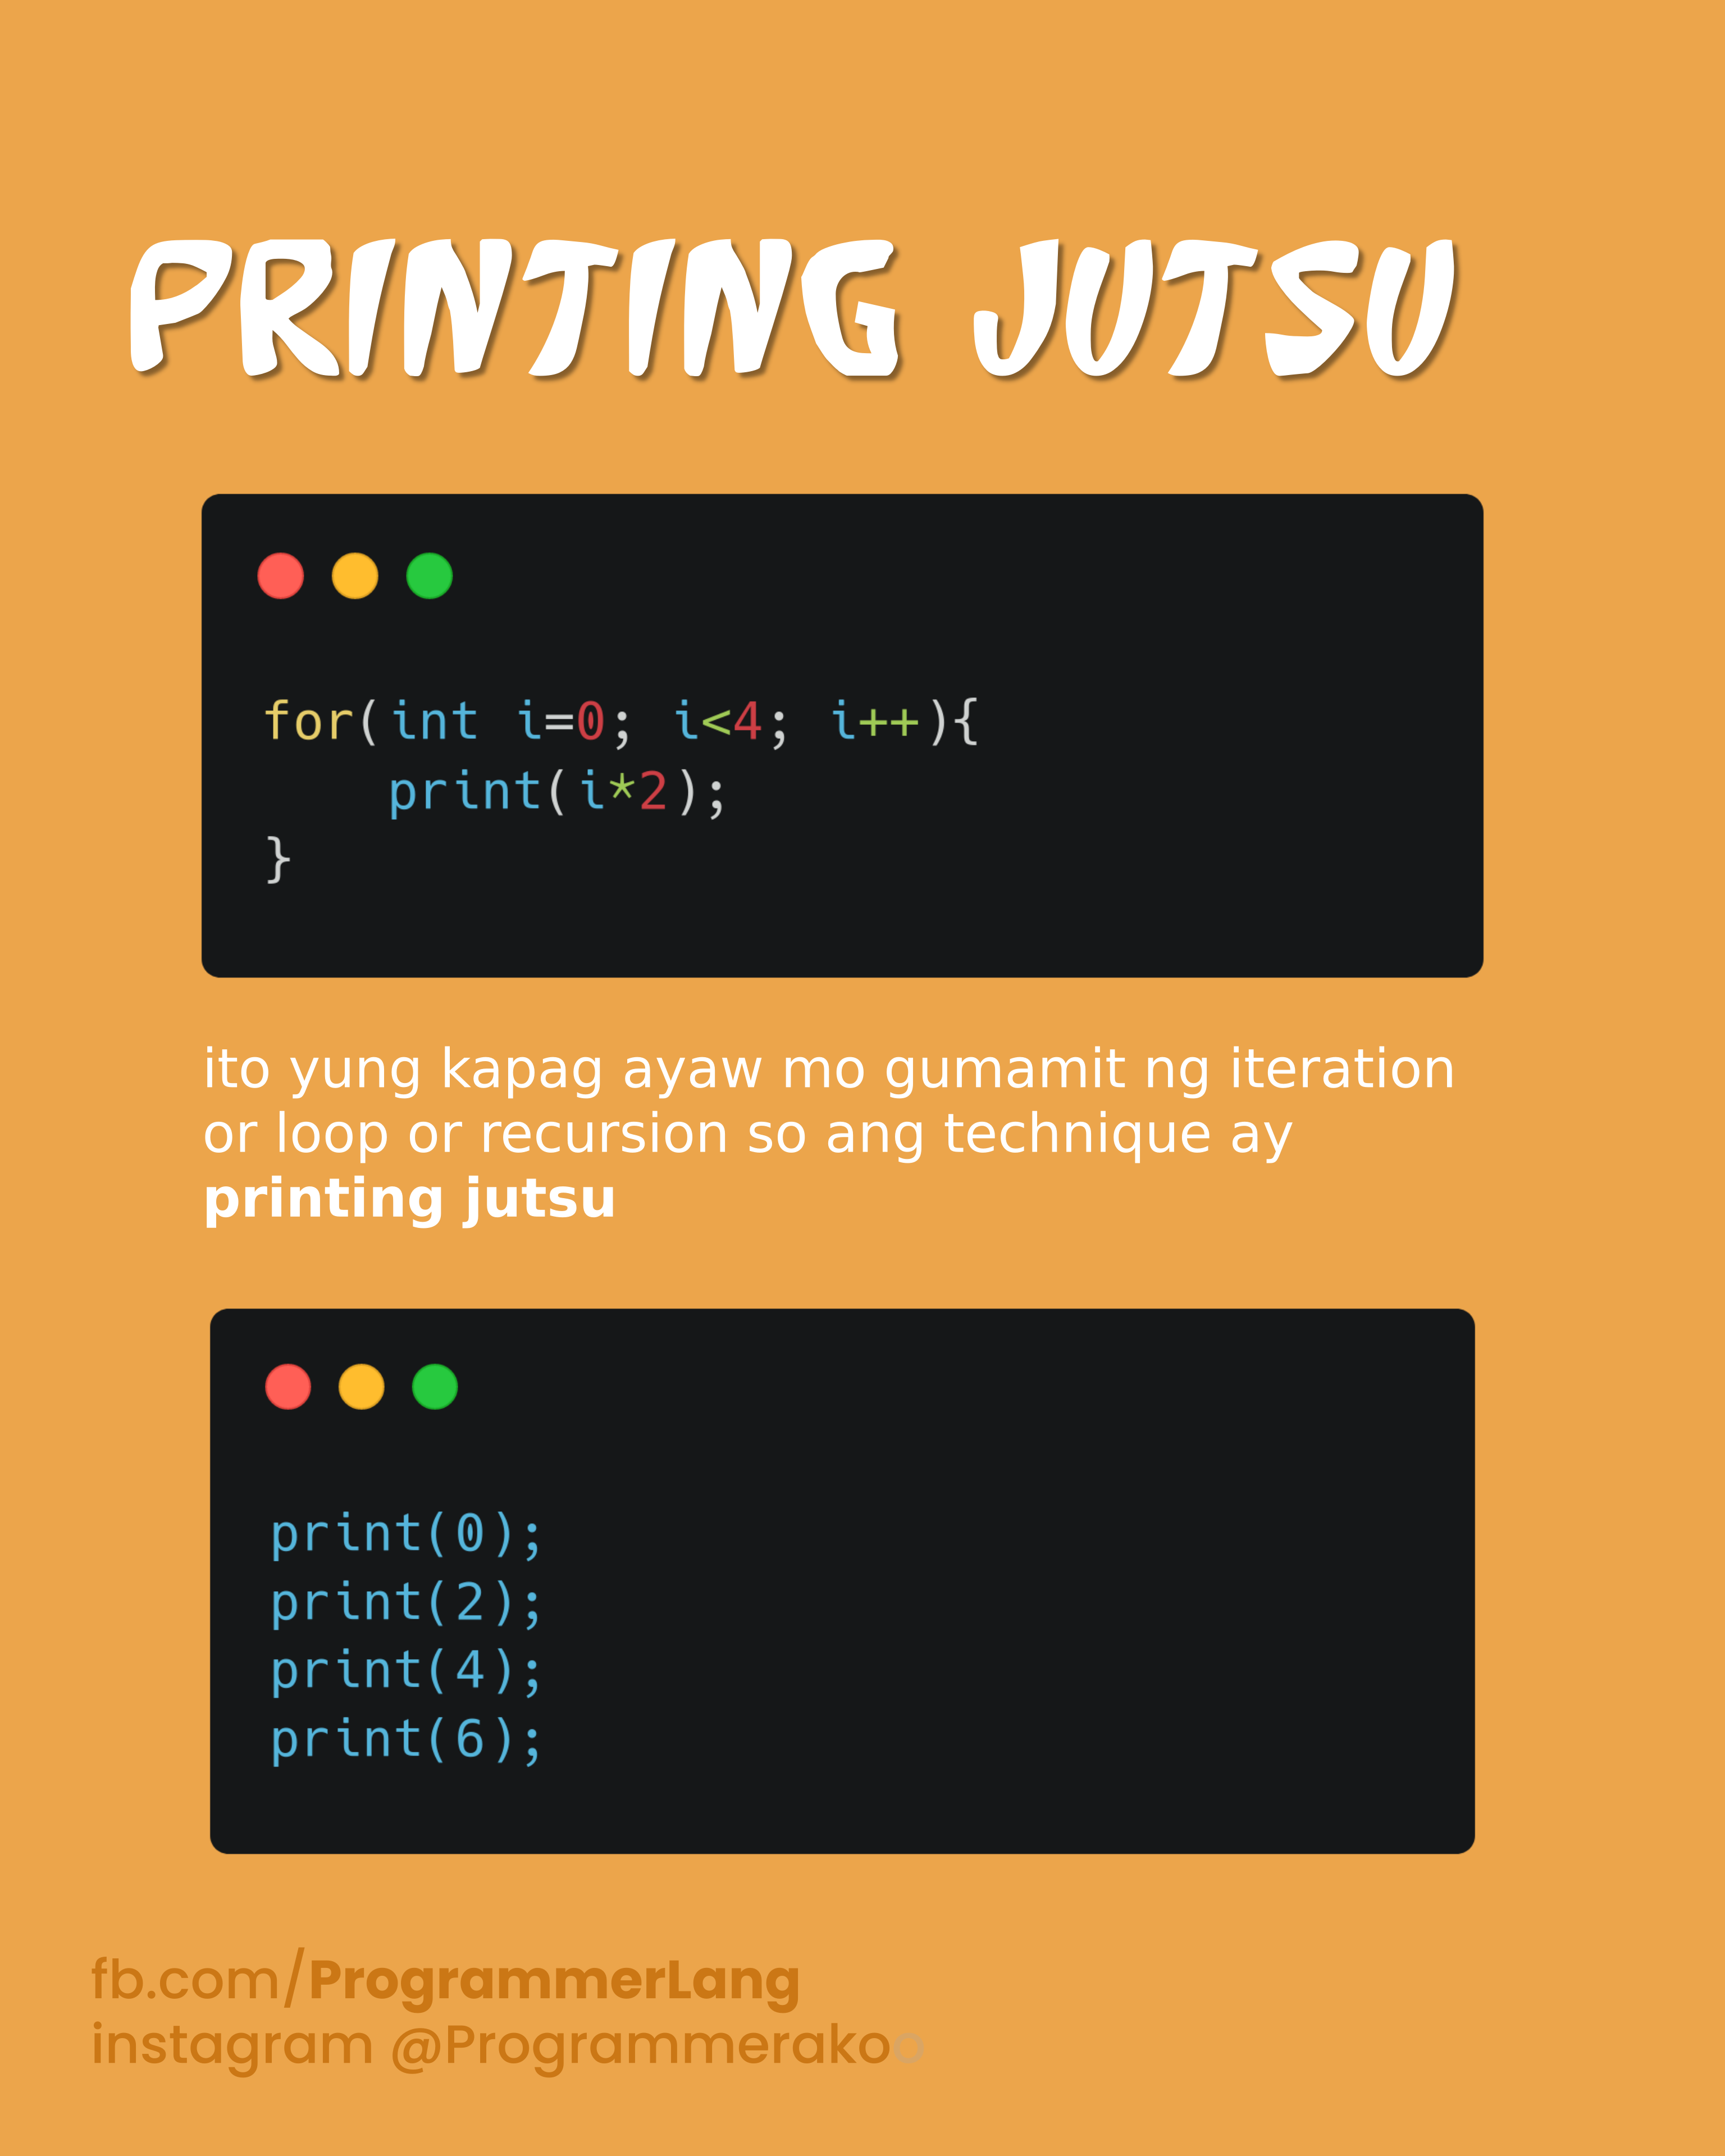 PRINTING JUTSU
for(int i=0; i<4; i++){
    print(i*2);
}
ito yung kapag ayaw mo gumamit ng iteration
or loop or recursion so ang technique ay
printing jutsu
print(0);
print(2);
print(4);
print(6);
fb.com/ProgrammerLang
instagram @Programmerakoo